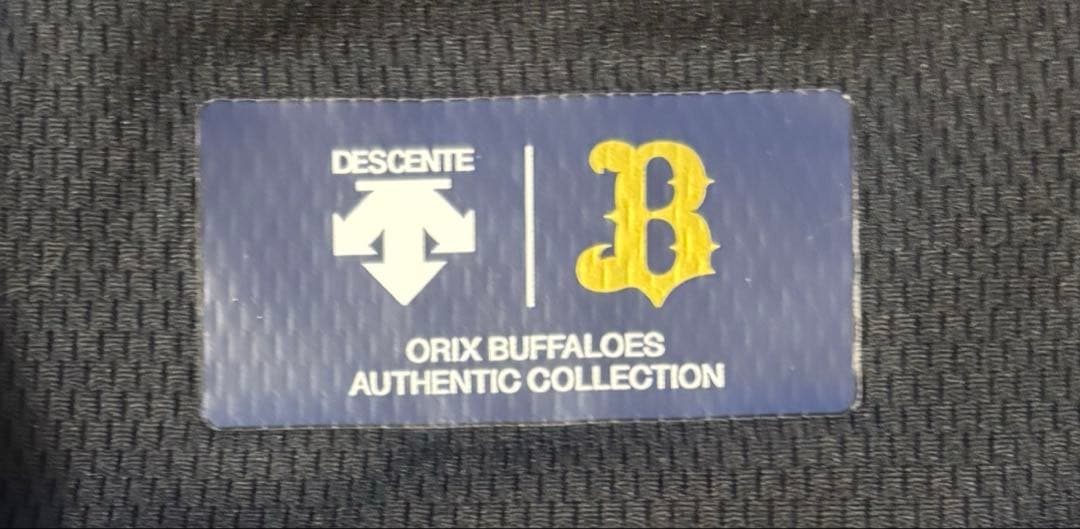 DESCENTE
B
ORIX BUFFALOES
AUTHENTIC COLLECTION